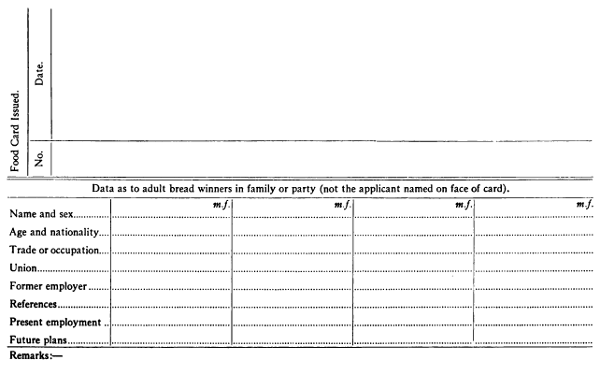 Food Card Issued.
Date.
No.
Data as to adult bread winners in family or party (not the applicant named on face of card).
m.f. m.f. m.f. m.f.
Name and sex
Age and nationality
Trade or occupation
Union
Former employer
References
Present employment
Future plans
Remarks:—